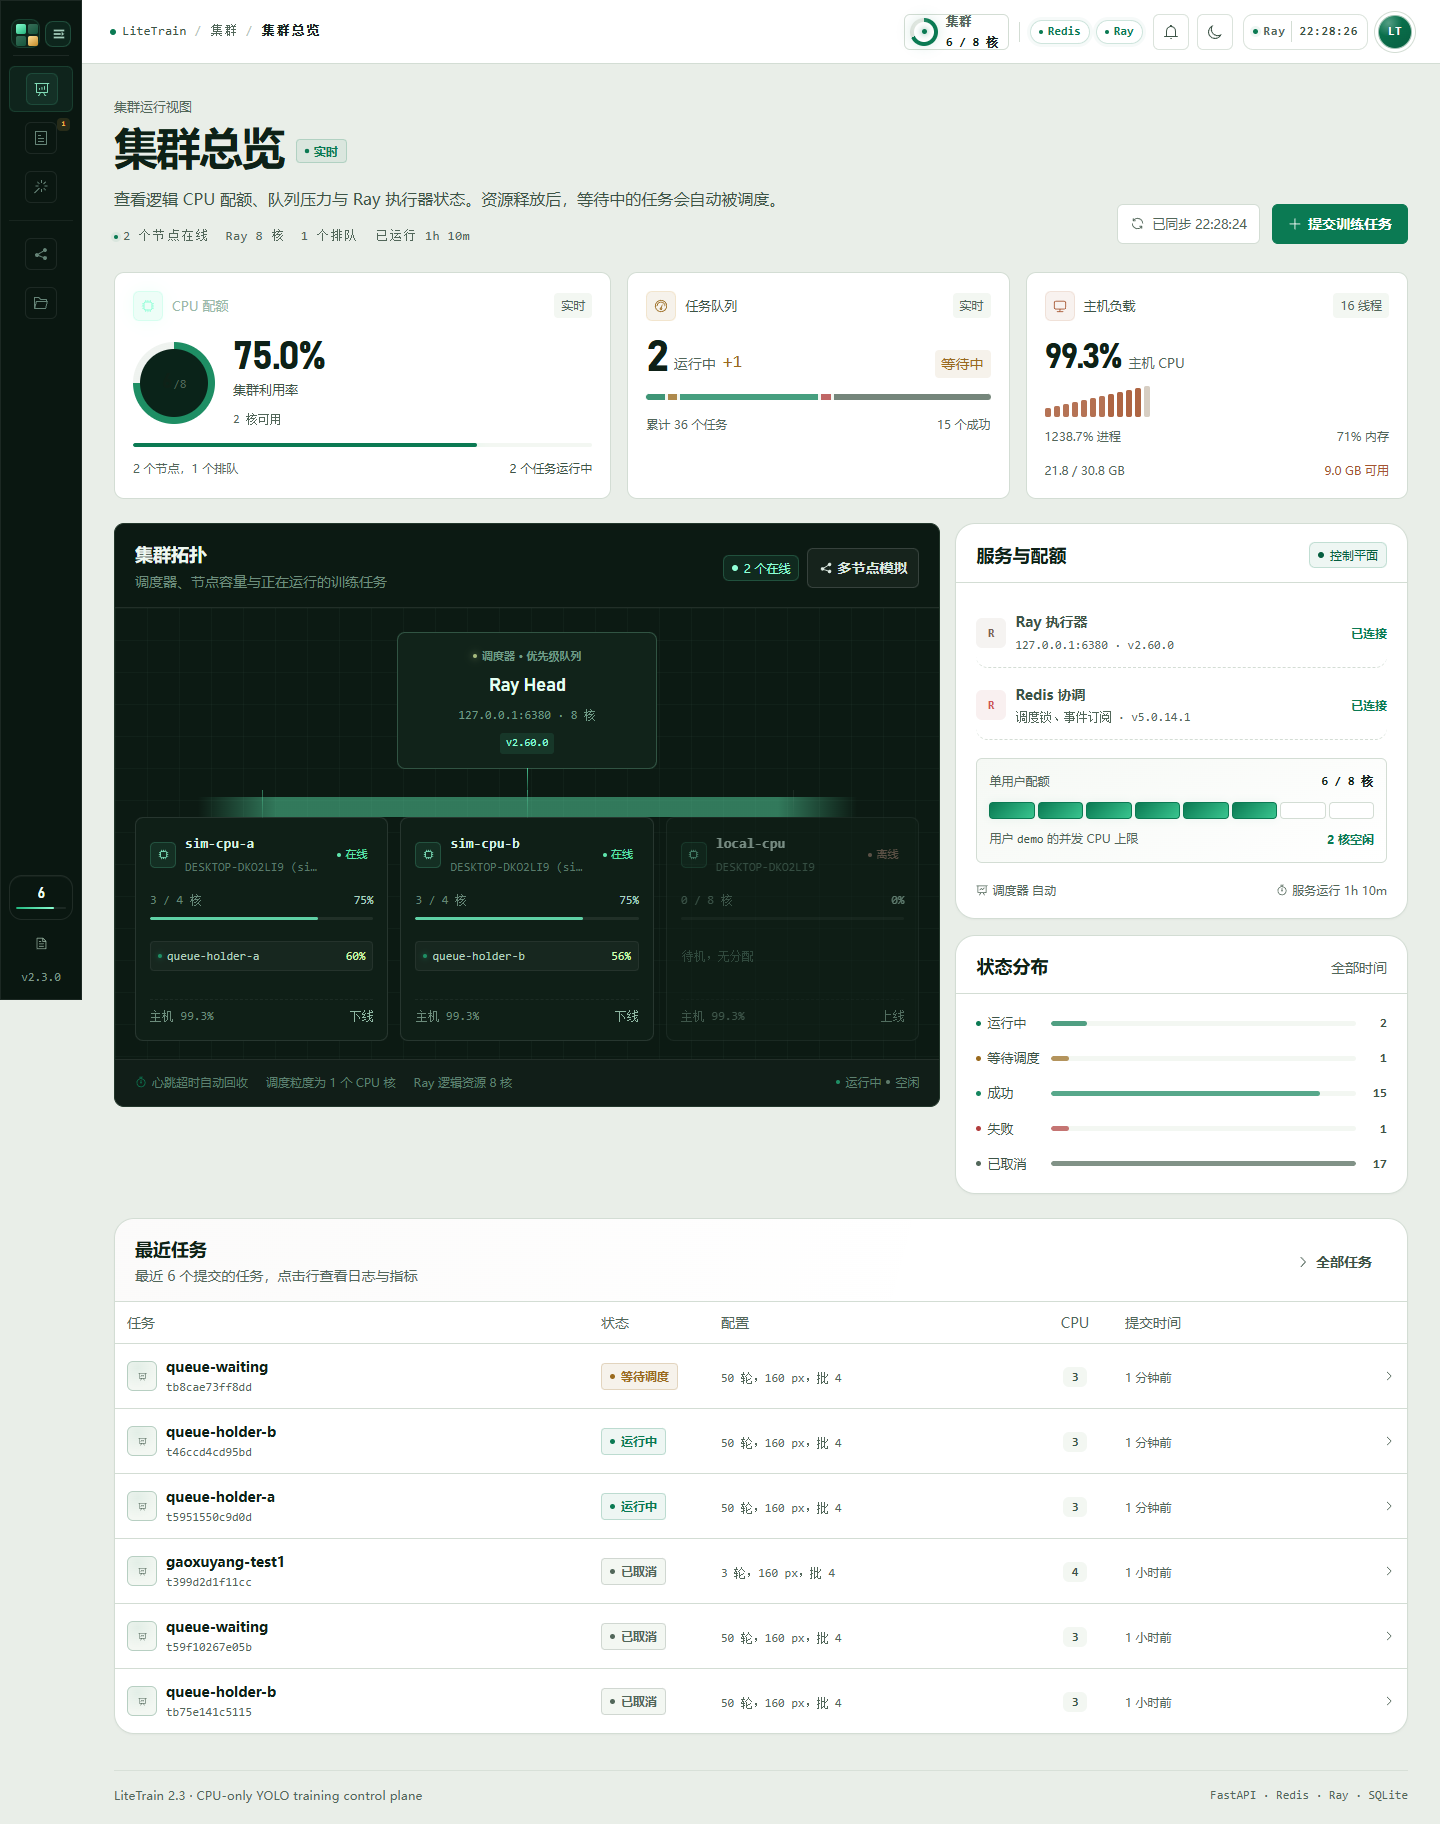 LiteTrain / 集群 / 集群总览
集群
6 / 8 核
Redis
Ray
Ray 22:28:26
LT
1
6
v2.3.0
集群运行视图
集群总览
实时
查看逻辑 CPU 配额、队列压力与 Ray 执行器状态。资源释放后，等待中的任务会自动被调度。
2 个节点在线 Ray 8 核 1 个排队 已运行 1h 10m
已同步 22:28:24
提交训练任务
CPU 配额
实时
/8
75.0%
集群利用率
2 核可用
2 个节点，1 个排队
2 个任务运行中
任务队列
实时
2 运行中 +1
等待中
累计 36 个任务
15 个成功
主机负载
16 线程
99.3% 主机 CPU
1238.7% 进程
71% 内存
21.8 / 30.8 GB
9.0 GB 可用
集群拓扑
调度器、节点容量与正在运行的训练任务
2 个在线
多节点模拟
调度器 • 优先级队列
Ray Head
127.0.0.1:6380 · 8 核
v2.60.0
sim-cpu-a
DESKTOP-DKO2LI9 (si…
在线
3 / 4 核
75%
queue-holder-a
60%
主机 99.3%
下线
sim-cpu-b
DESKTOP-DKO2LI9 (si…
在线
3 / 4 核
75%
queue-holder-b
56%
主机 99.3%
下线
local-cpu
DESKTOP-DKO2LI9
离线
0 / 8 核
0%
待机，无分配
主机 99.3%
上线
心跳超时自动回收 调度粒度为 1 个 CPU 核 Ray 逻辑资源 8 核
运行中 • 空闲
服务与配额
控制平面
R
Ray 执行器
127.0.0.1:6380 · v2.60.0
已连接
R
Redis 协调
调度锁、事件订阅 · v5.0.14.1
已连接
单用户配额
6 / 8 核
用户 demo 的并发 CPU 上限
2 核空闲
调度器 自动
服务运行 1h 10m
状态分布
全部时间
运行中 2
等待调度 1
成功 15
失败 1
已取消 17
最近任务
最近 6 个提交的任务，点击行查看日志与指标
全部任务
任务 状态 配置 CPU 提交时间
queue-waiting
tb8cae73ff8dd
等待调度
50 轮，160 px，批 4
3
1 分钟前
queue-holder-b
t46ccd4cd95bd
运行中
50 轮，160 px，批 4
3
1 分钟前
queue-holder-a
t5951550c9d0d
运行中
50 轮，160 px，批 4
3
1 分钟前
gaoxuyang-test1
t399d2d1f11cc
已取消
3 轮，160 px，批 4
4
1 小时前
queue-waiting
t59f10267e05b
已取消
50 轮，160 px，批 4
3
1 小时前
queue-holder-b
tb75e141c5115
已取消
50 轮，160 px，批 4
3
1 小时前
LiteTrain 2.3 · CPU-only YOLO training control plane
FastAPI · Redis · Ray · SQLite